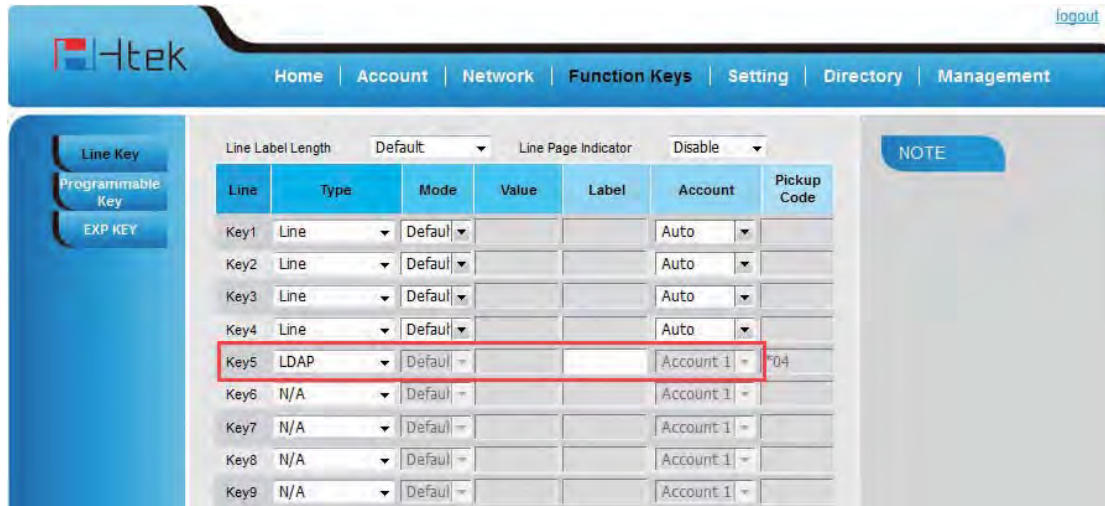 logout
Htek
Home | Account | Network | Function Keys | Setting | Directory | Management
Line Key
Programmable Key
EXP KEY
Line Label Length Default Line Page Indicator Disable
NOTE
Line Type Mode Value Label Account Pickup Code
Key1 Line Defaul Auto
Key2 Line Defaul Auto
Key3 Line Defaul Auto
Key4 Line Defaul Auto
Key5 LDAP Defaul Account 1 *04
Key6 N/A Defaul Account 1
Key7 N/A Defaul Account 1
Key8 N/A Defaul Account 1
Key9 N/A Defaul Account 1